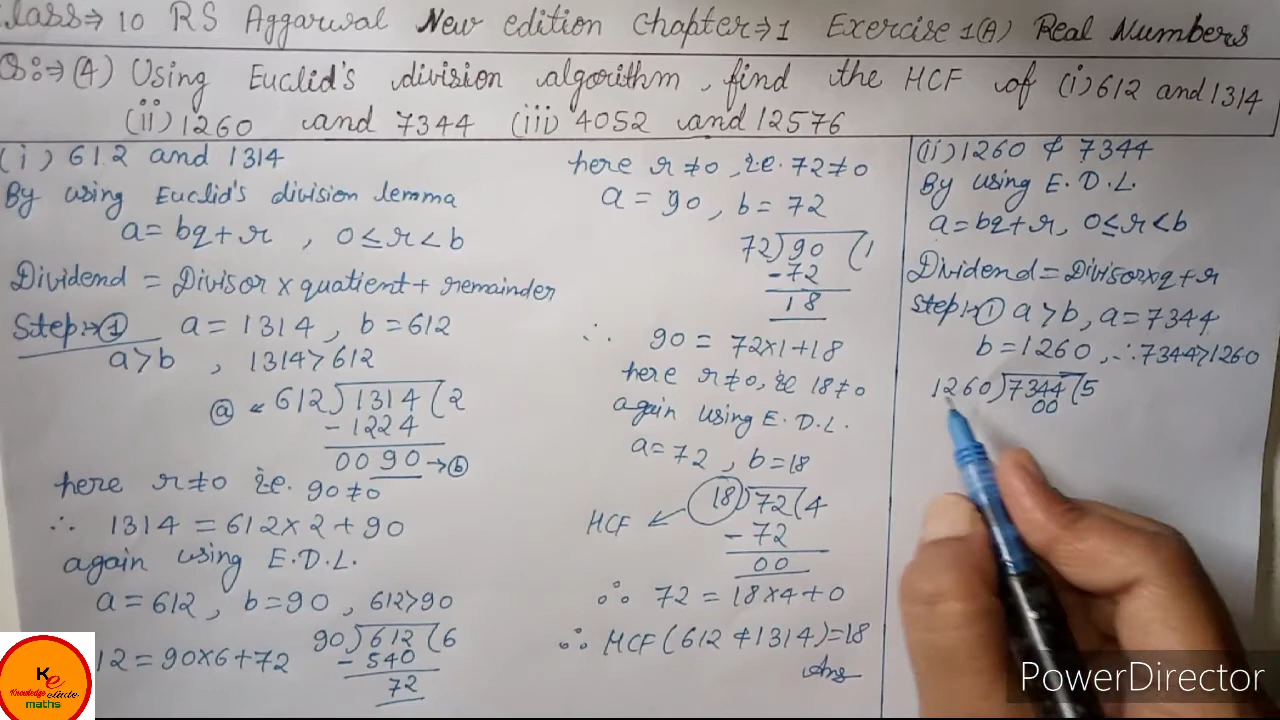 Class⇒ 10 RS Aggarwal New edition Chapter⇒1 Exercise 1(A) Real Numbers
Q:⇒(4) Using Euclid's division algorithm, find the HCF of (i) 612 and 1314
(ii) 1260 and 7344 (iii) 4052 and 12576
(i) 612 and 1314
By using Euclid's division lemma
a = bq + r , 0 ≤ r < b
Dividend = Divisor × quatient + remainder
Step:→① a = 1314 , b = 612
a > b , 1314 > 612
ⓐ ← 612) 1314 (2
- 1224
0090 → ⓑ
here r ≠ 0 i.e. 90 ≠ 0
∴ 1314 = 612 × 2 + 90
again using E.D.L.
a = 612 , b = 90 , 612 > 90
12 = 90×6+72
90) 612 (6
- 540
72
here r ≠ 0 , i.e. 72 ≠ 0
a = 90 , b = 72
72) 90 (1
- 72
18
∴ 90 = 72×1+18
here r ≠ 0, ie 18 ≠ 0
again using E.D.L.
a = 72 , b = 18
18) 72 (4
HCF ←
- 72
00
∴ 72 = 18×4+0
∴ HCF (612 & 1314) = 18
Ans
(ii) 1260 & 7344
By using E.D.L.
a = bq + r, 0 ≤ r < b
Dividend = Divisor×q + r
Step:→① a > b, a = 7344
b = 1260, ∴ 7344 > 1260
1260) 7344 (5
00
Ke
Knowledge elude
maths
PowerDirector